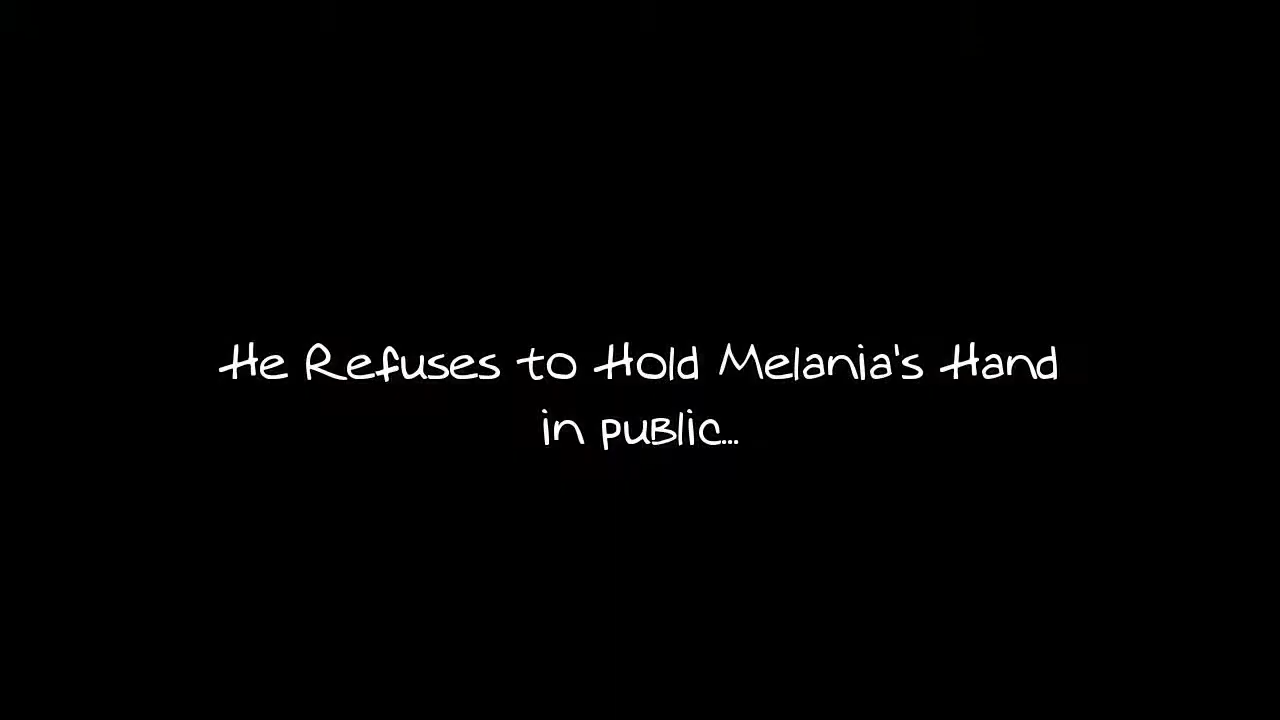 He Refuses to Hold Melania's Hand
in public...